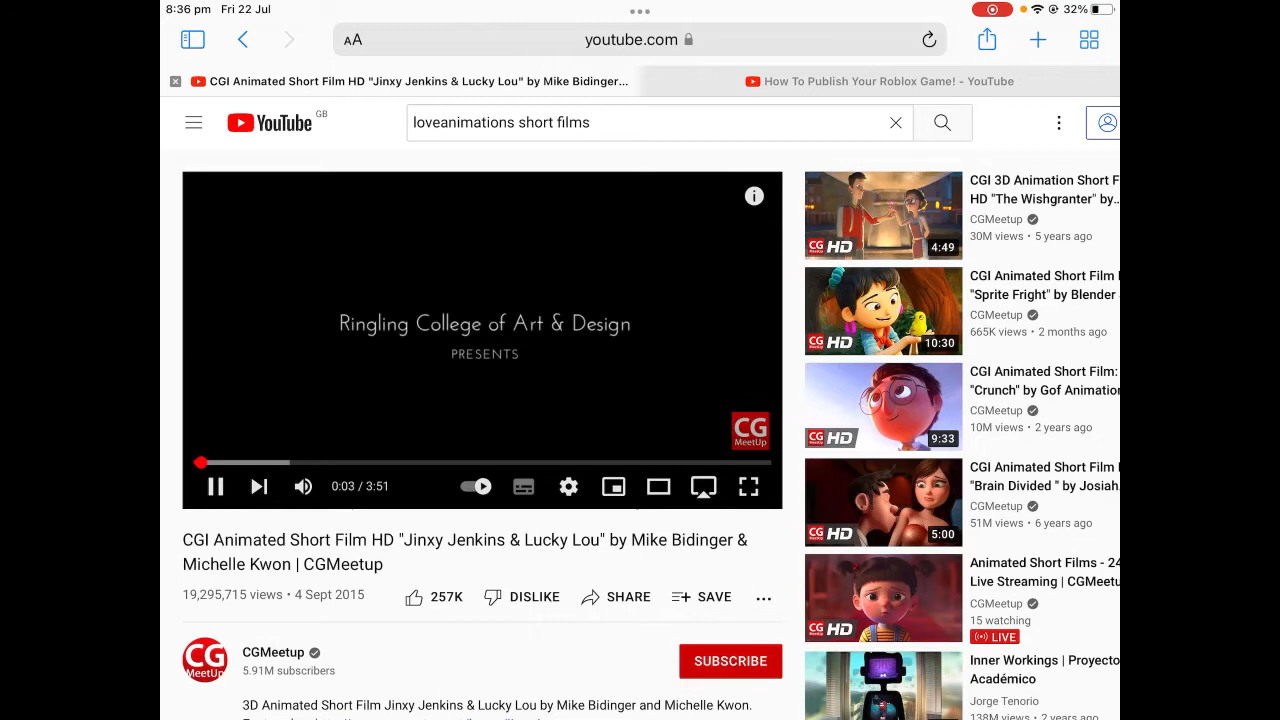 8:36 pm Fri 22 Jul
32%
AA
youtube.com
CGI Animated Short Film HD "Jinxy Jenkins & Lucky Lou" by Mike Bidinger...
How To Publish Your Roblox Game! - YouTube
YouTube GB
loveanimations short films
Ringling College of Art & Design
PRESENTS
CG
MeetUp
0:03 / 3:51
CGI Animated Short Film HD "Jinxy Jenkins & Lucky Lou" by Mike Bidinger &
Michelle Kwon | CGMeetup
19,295,715 views • 4 Sept 2015
257K
DISLIKE
SHARE
SAVE
CG
MeetUp
CGMeetup
5.91M subscribers
SUBSCRIBE
3D Animated Short Film Jinxy Jenkins & Lucky Lou by Mike Bidinger and Michelle Kwon.
CG HD
4:49
CGI 3D Animation Short F
HD "The Wishgranter" by...
CGMeetup
30M views • 5 years ago
CG HD
10:30
CGI Animated Short Film
"Sprite Fright" by Blender
CGMeetup
665K views • 2 months ago
CG HD
9:33
CGI Animated Short Film:
"Crunch" by Gof Animation
CGMeetup
10M views • 2 years ago
CG HD
5:00
CGI Animated Short Film
"Brain Divided " by Josiah
CGMeetup
51M views • 6 years ago
CG HD
Animated Short Films - 24
Live Streaming | CGMeetu
CGMeetup
15 watching
LIVE
Inner Workings | Proyecto
Académico
Jorge Tenorio
138M views • 2 years ago